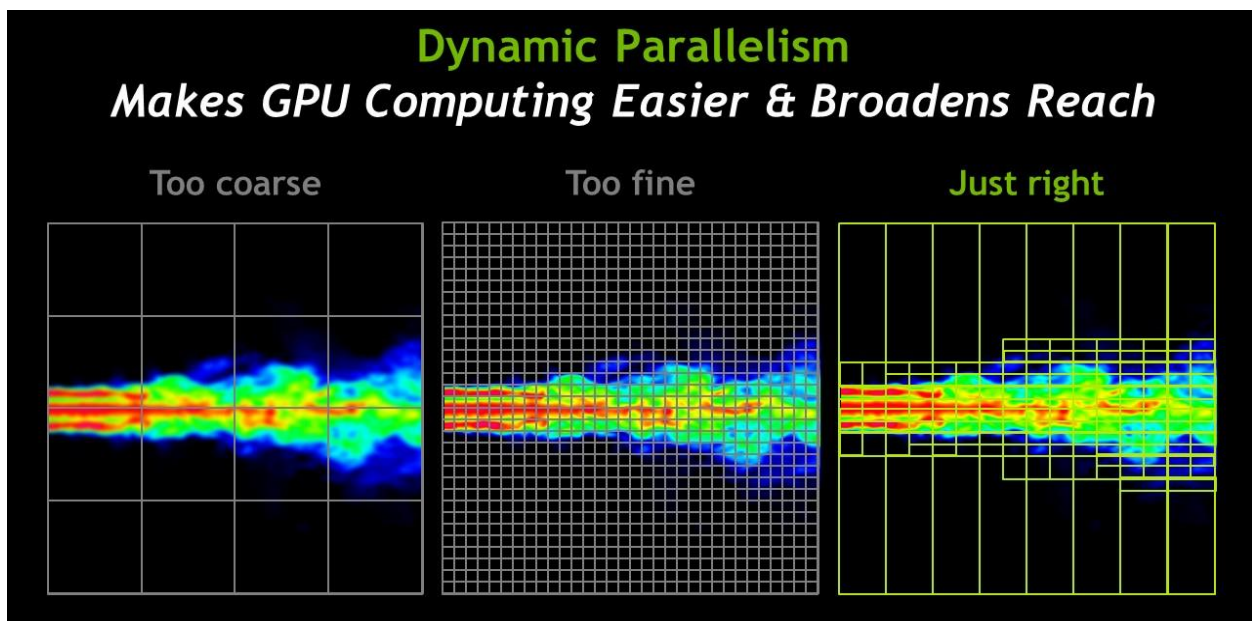 Dynamic Parallelism
Makes GPU Computing Easier & Broadens Reach
Too coarse
Too fine
Just right